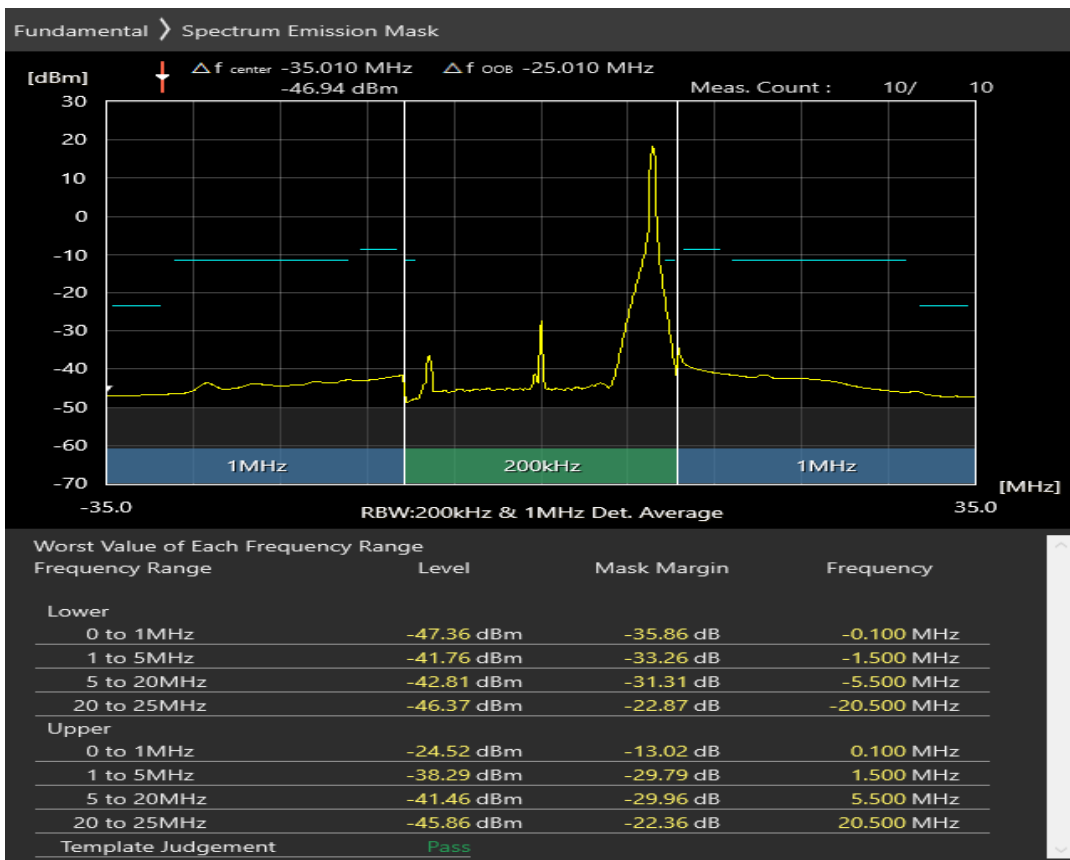 Fundamental 》 Spectrum Emission Mask
[dBm] △f center -35.010 MHz △f OOB -25.010 MHz
-46.94 dBm Meas. Count : 10/ 10
30
20
10
0
-10
-20
-30
-40
-50
-60
1MHz 200kHz 1MHz
-70
[MHz]
-35.0 RBW:200kHz & 1MHz Det. Average 35.0
Worst Value of Each Frequency Range
Frequency Range Level Mask Margin Frequency
Lower
0 to 1MHz -47.36 dBm -35.86 dB -0.100 MHz
1 to 5MHz -41.76 dBm -33.26 dB -1.500 MHz
5 to 20MHz -42.81 dBm -31.31 dB -5.500 MHz
20 to 25MHz -46.37 dBm -22.87 dB -20.500 MHz
Upper
0 to 1MHz -24.52 dBm -13.02 dB 0.100 MHz
1 to 5MHz -38.29 dBm -29.79 dB 1.500 MHz
5 to 20MHz -41.46 dBm -29.96 dB 5.500 MHz
20 to 25MHz -45.86 dBm -22.36 dB 20.500 MHz
Template Judgement Pass